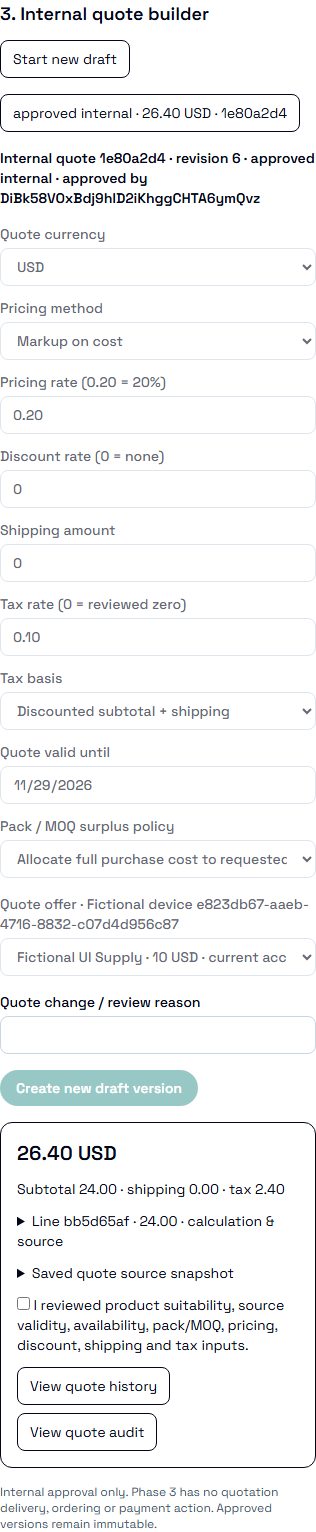 3. Internal quote builder
Start new draft
approved internal · 26.40 USD · 1e80a2d4
Internal quote 1e80a2d4 · revision 6 · approved
internal · approved by
DiBk58VOxBdj9hlD2iKhggCHTA6ymQvz
Quote currency
USD
Pricing method
Markup on cost
Pricing rate (0.20 = 20%)
0.20
Discount rate (0 = none)
0
Shipping amount
0
Tax rate (0 = reviewed zero)
0.10
Tax basis
Discounted subtotal + shipping
Quote valid until
11/29/2026
Pack / MOQ surplus policy
Allocate full purchase cost to requested
Quote offer · Fictional device e823db67-aaeb-
4716-8832-c07d4d956c87
Fictional UI Supply · 10 USD · current acc
Quote change / review reason
Create new draft version
26.40 USD
Subtotal 24.00 · shipping 0.00 · tax 2.40
Line bb5d65af · 24.00 · calculation &
source
Saved quote source snapshot
I reviewed product suitability, source
validity, availability, pack/MOQ, pricing,
discount, shipping and tax inputs.
View quote history
View quote audit
Internal approval only. Phase 3 has no quotation
delivery, ordering or payment action. Approved
versions remain immutable.